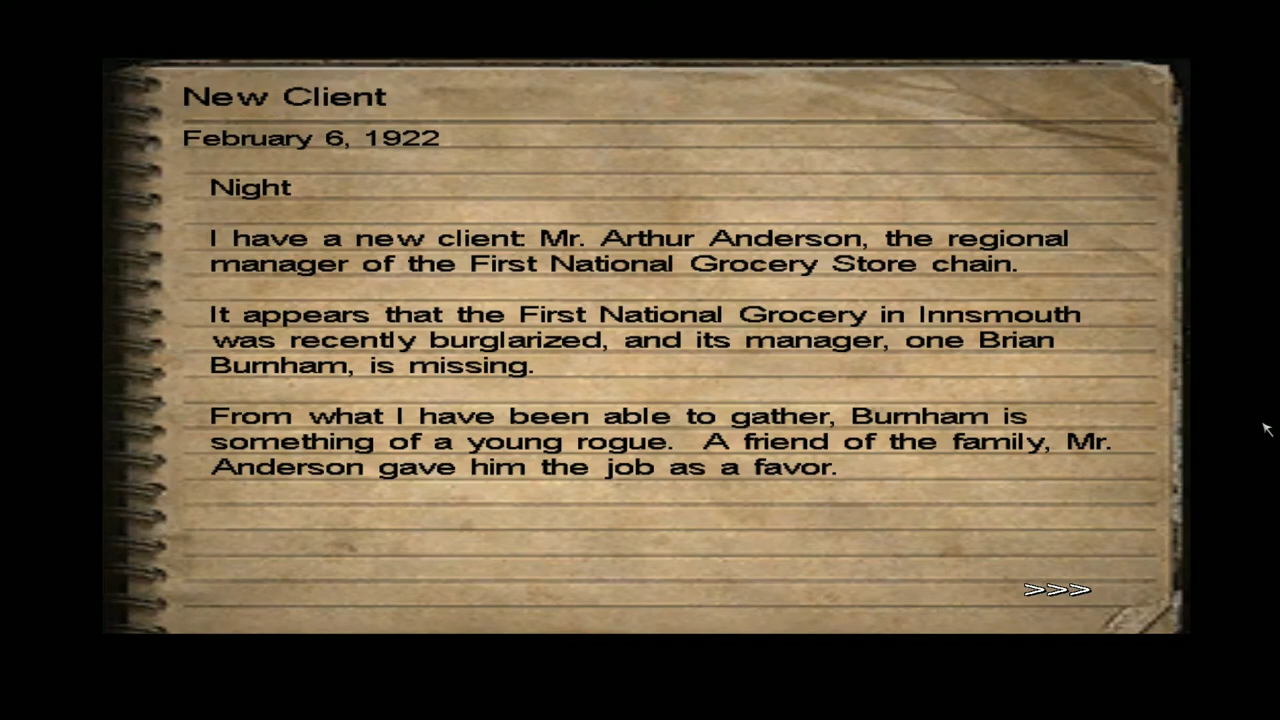 New Client
February 6, 1922
Night
I have a new client: Mr. Arthur Anderson, the regional
manager of the First National Grocery Store chain.
It appears that the First National Grocery in Innsmouth
was recently burglarized, and its manager, one Brian
Burnham, is missing.
From what I have been able to gather, Burnham is
something of a young rogue.  A friend of the family, Mr.
Anderson gave him the job as a favor.
>>>